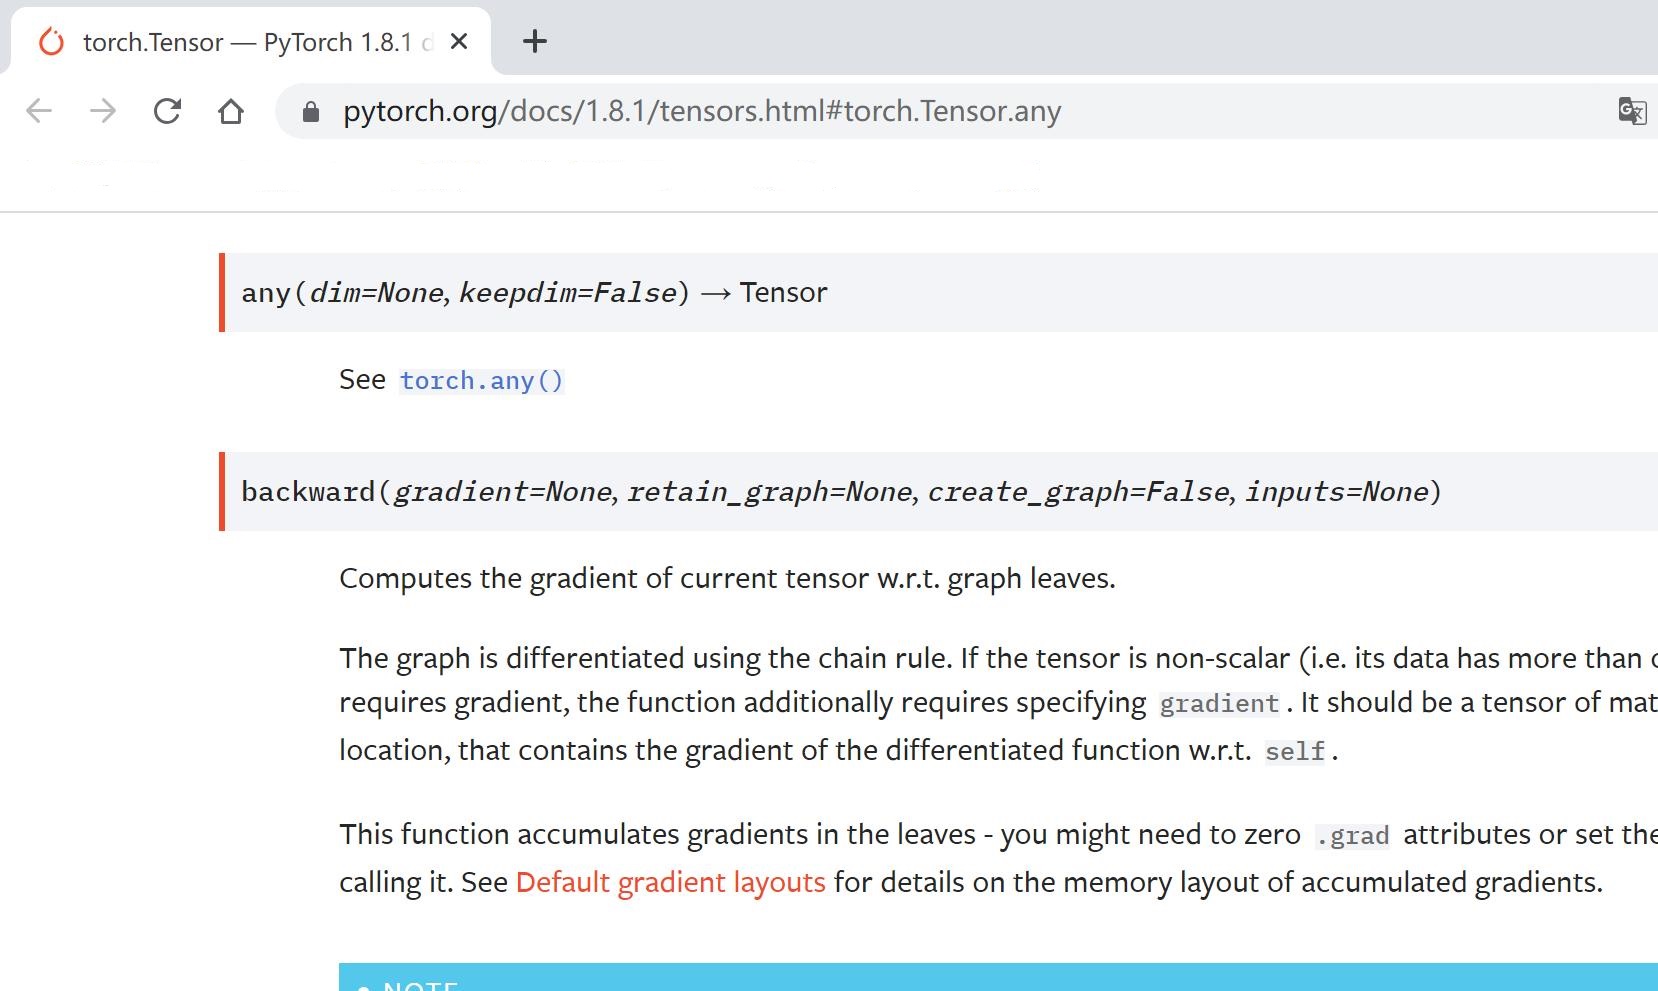 torch.Tensor — PyTorch 1.8.1 d
pytorch.org/docs/1.8.1/tensors.html#torch.Tensor.any
any(dim=None, keepdim=False) → Tensor
See torch.any()
backward(gradient=None, retain_graph=None, create_graph=False, inputs=None)
Computes the gradient of current tensor w.r.t. graph leaves.
The graph is differentiated using the chain rule. If the tensor is non-scalar (i.e. its data has more than
requires gradient, the function additionally requires specifying gradient. It should be a tensor of mat
location, that contains the gradient of the differentiated function w.r.t. self.
This function accumulates gradients in the leaves - you might need to zero .grad attributes or set the
calling it. See Default gradient layouts for details on the memory layout of accumulated gradients.
NOTE